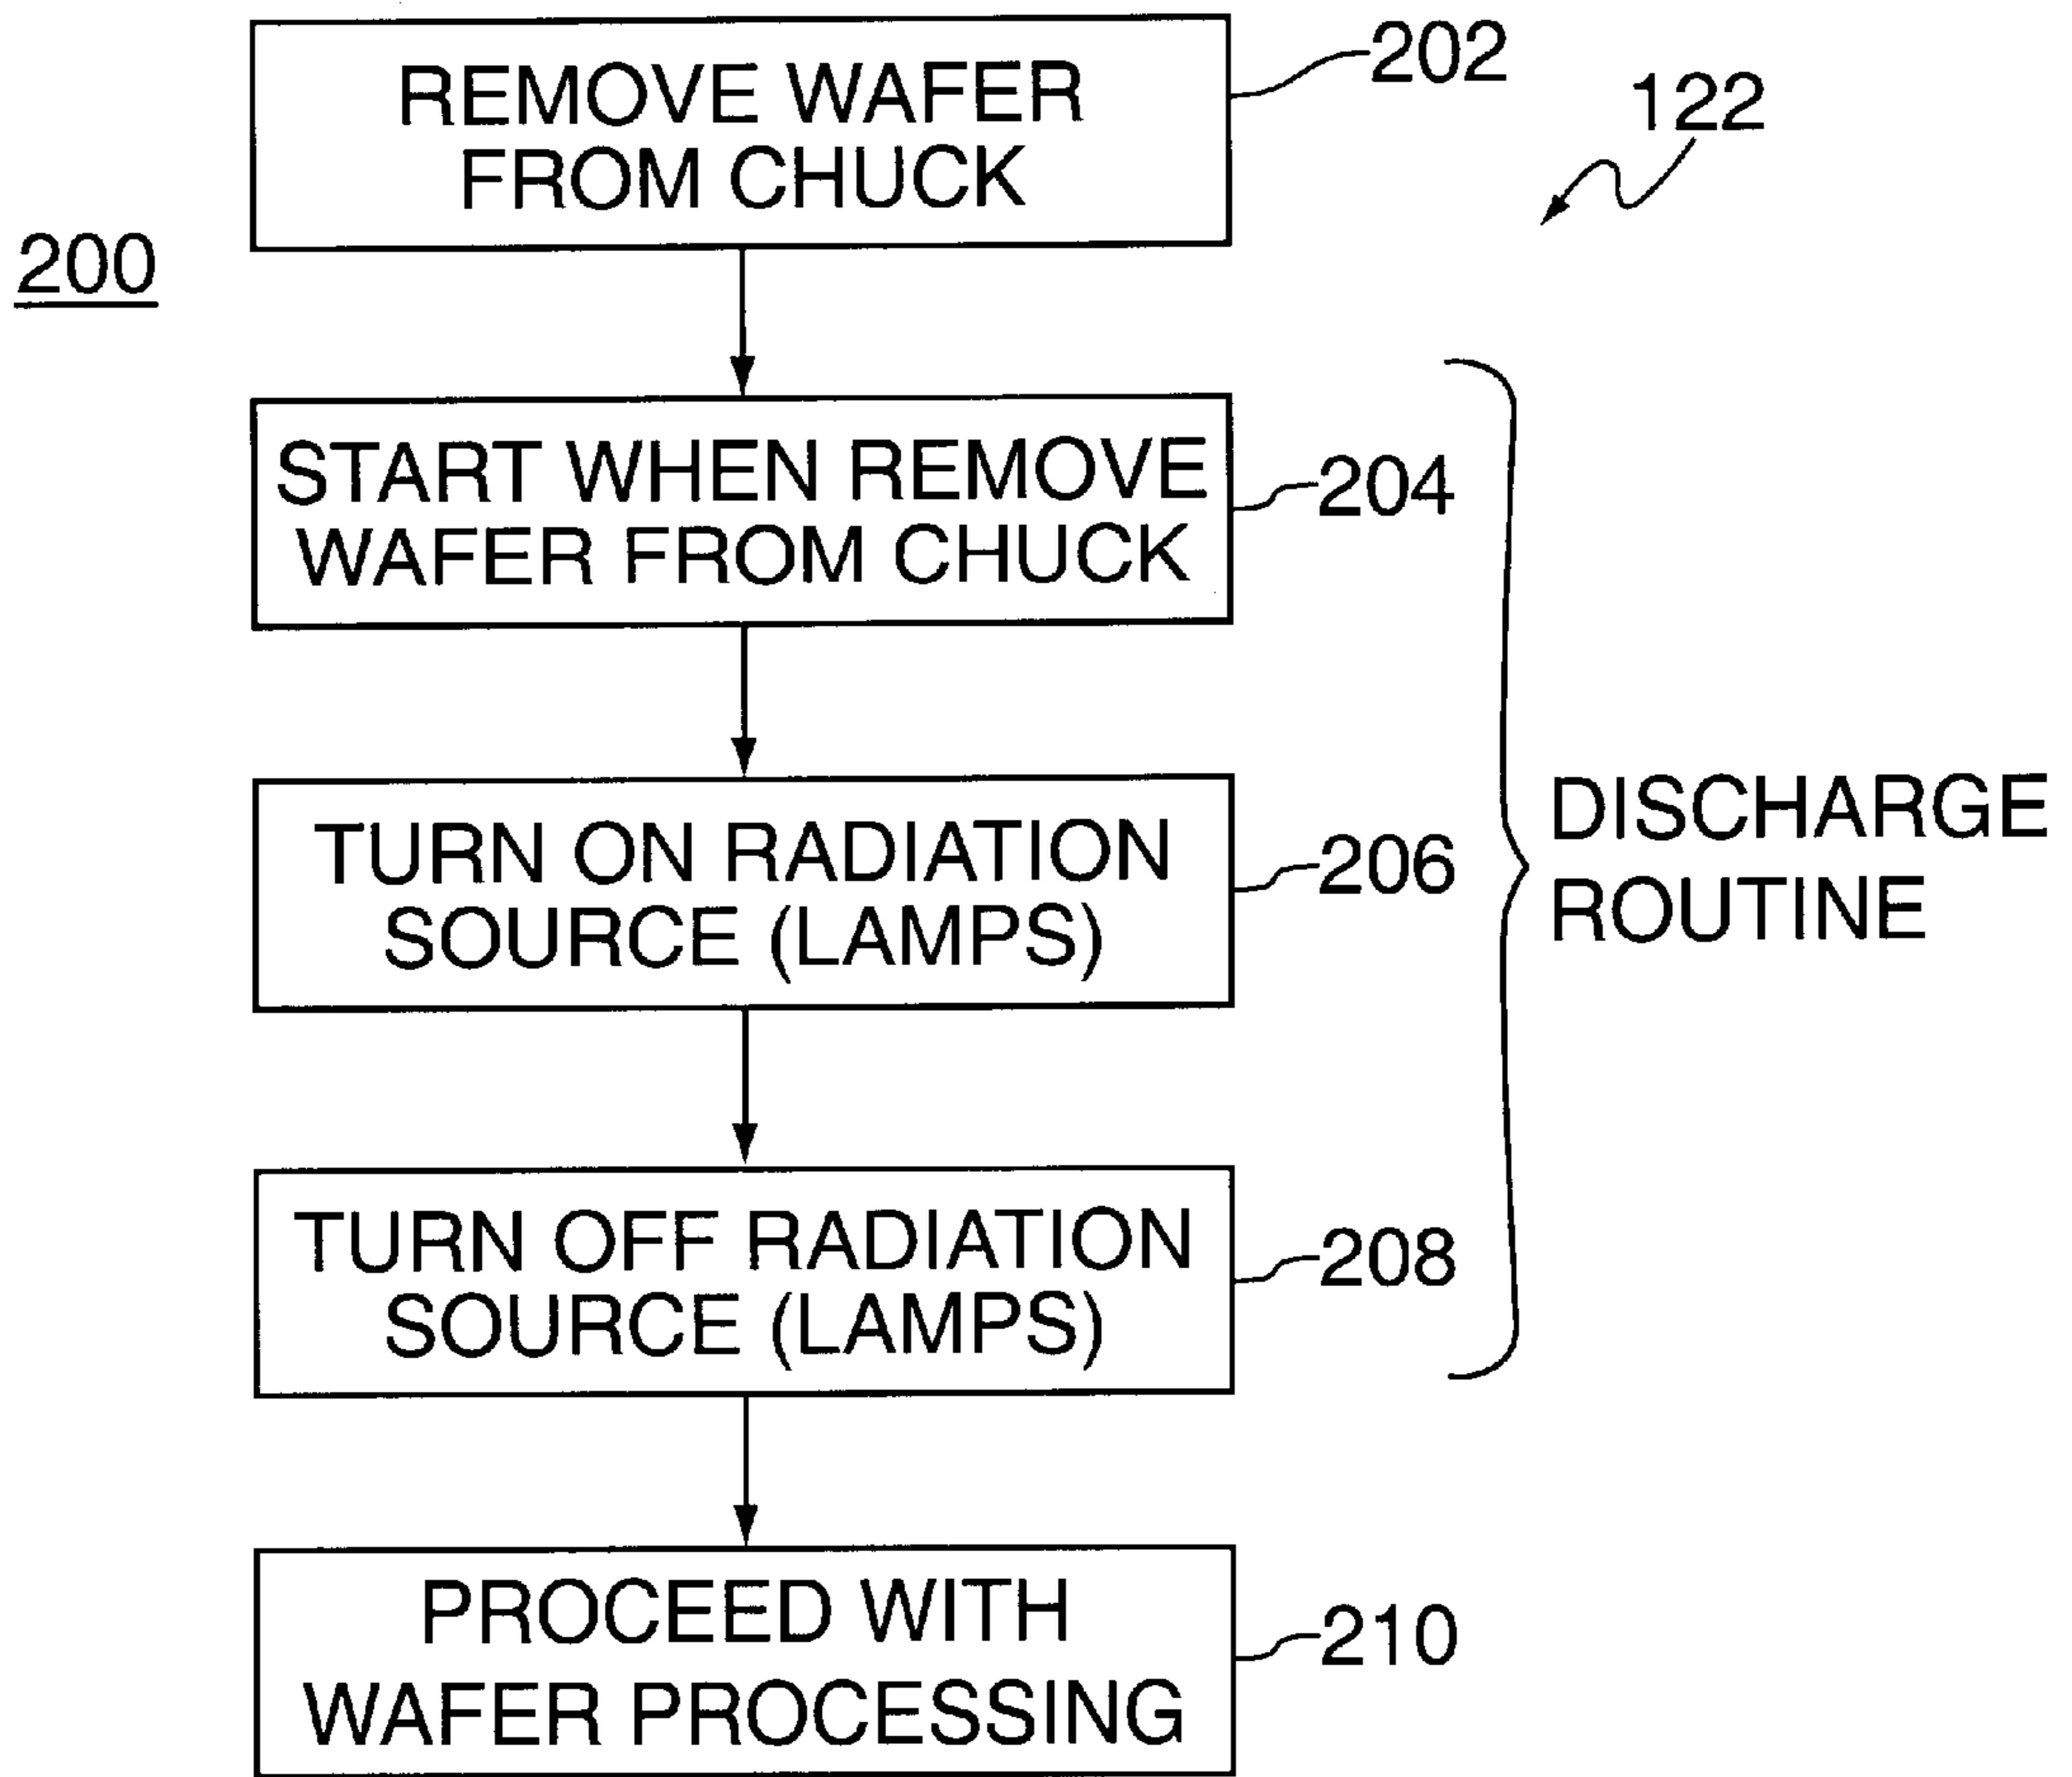 REMOVE WAFER
FROM CHUCK
202
122
200
START WHEN REMOVE
WAFER FROM CHUCK
204
TURN ON RADIATION
SOURCE (LAMPS)
206
DISCHARGE
ROUTINE
TURN OFF RADIATION
SOURCE (LAMPS)
208
PROCEED WITH
WAFER PROCESSING
210